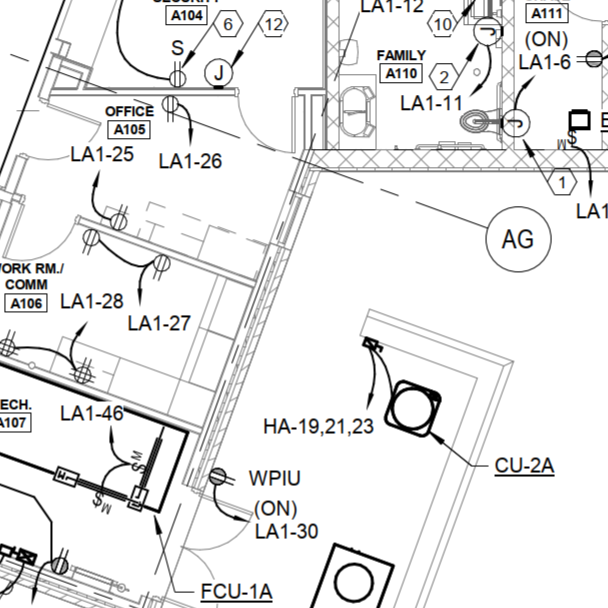 SECURITY
A104
6
12
S
J
LA1-12
10
J
A111
(ON)
LA1-6
FAMILY
A110
2
LA1-11
J
OFFICE
A105
LA1-25
LA1-26
M
$
1
LA1
AG
WORK RM./
COMM
A106
LA1-28
LA1-27
HA-19,21,23
CU-2A
ECH.
A107
LA1-46
M
$
$
M
WPIU
(ON)
LA1-30
FCU-1A